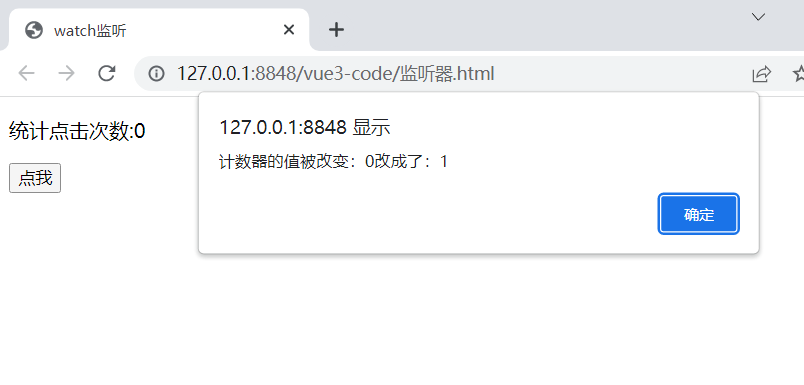 watch监听
127.0.0.1:8848/vue3-code/监听器.html
统计点击次数:0
127.0.0.1:8848 显示
计数器的值被改变：0改成了：1
点我
确定